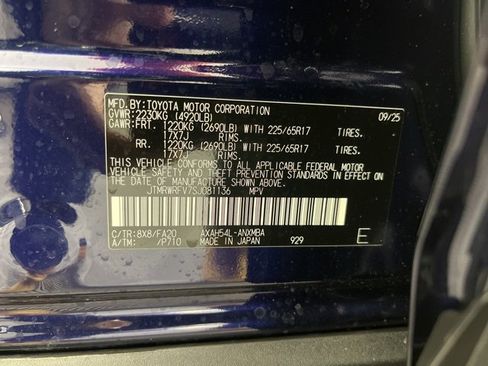 MFD.BY:TOYOTA MOTOR CORPORATION 09/25
GVWR:2230KG (4920LB)
GAWR:FRT. 1220KG (2690LB) WITH 225/65R17 TIRES.
17X7J RIMS.
RR. 1220KG (2690LB) WITH 225/65R17 TIRES.
17X7J RIMS.
THIS VEHICLE CONFORMS TO ALL APPLICABLE FEDERAL MOTOR
VEHICLE SAFETY AND THEFT PREVENTION STANDARDS IN EFFECT ON
THE DATE OF MANUFACTURE SHOWN ABOVE.
JTMRWRFV7SJ081136 MPV
C/TR:8X8/FA20 AXAH54L-ANXMBA
A/TM: /P710 MADE IN JAPAN 929 E